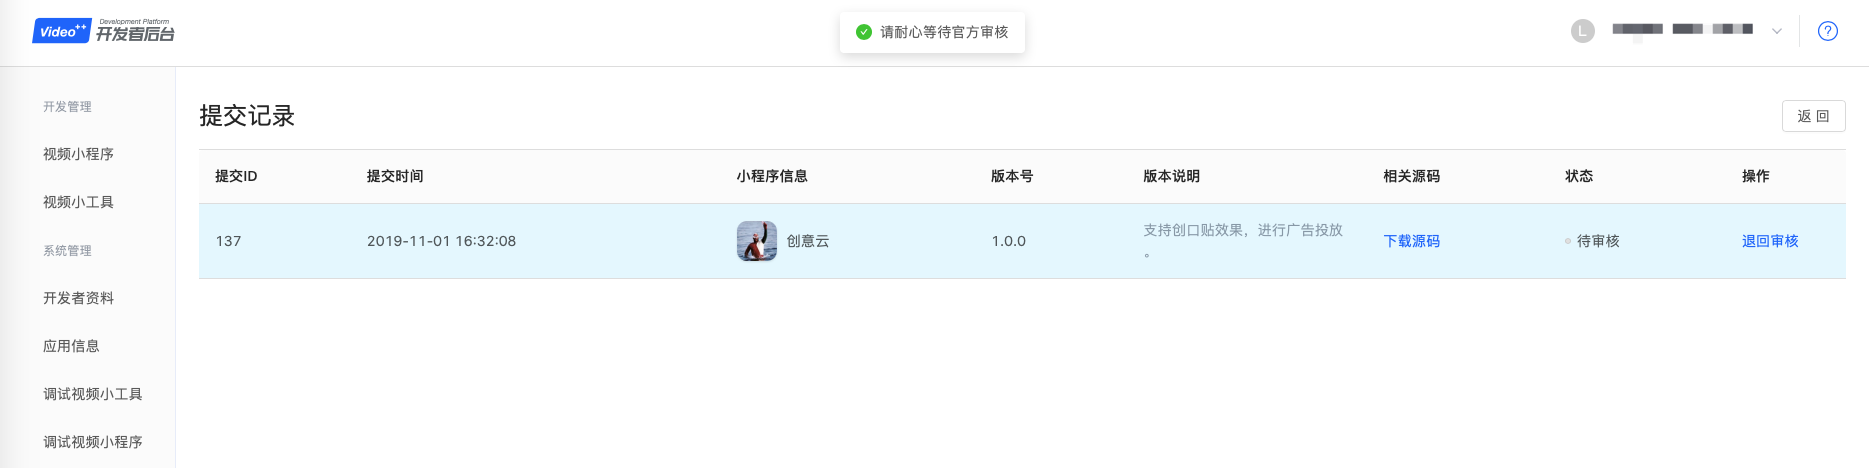 Video++
Development Platform
开发者后台
请耐心等待官方审核
L
?
开发管理
视频小程序
视频小工具
系统管理
开发者资料
应用信息
调试视频小工具
调试视频小程序
提交记录
返 回
提交ID 提交时间 小程序信息 版本号 版本说明 相关源码 状态 操作
137 2019-11-01 16:32:08 创意云 1.0.0 支持创口贴效果，进行广告投放 下载源码 待审核 退回审核
。